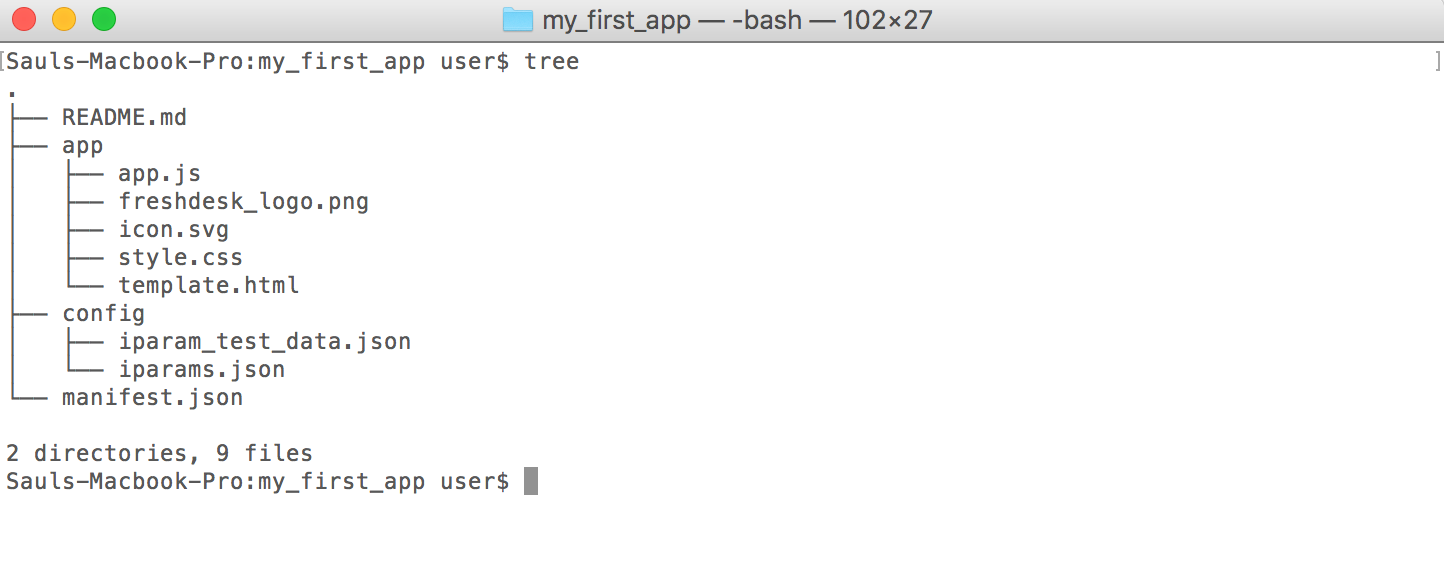 my_first_app — -bash — 102×27
[Sauls-Macbook-Pro:my_first_app user$ tree ]
.
├── README.md
├── app
│   ├── app.js
│   ├── freshdesk_logo.png
│   ├── icon.svg
│   ├── style.css
│   └── template.html
├── config
│   ├── iparam_test_data.json
│   └── iparams.json
└── manifest.json
2 directories, 9 files
Sauls-Macbook-Pro:my_first_app user$